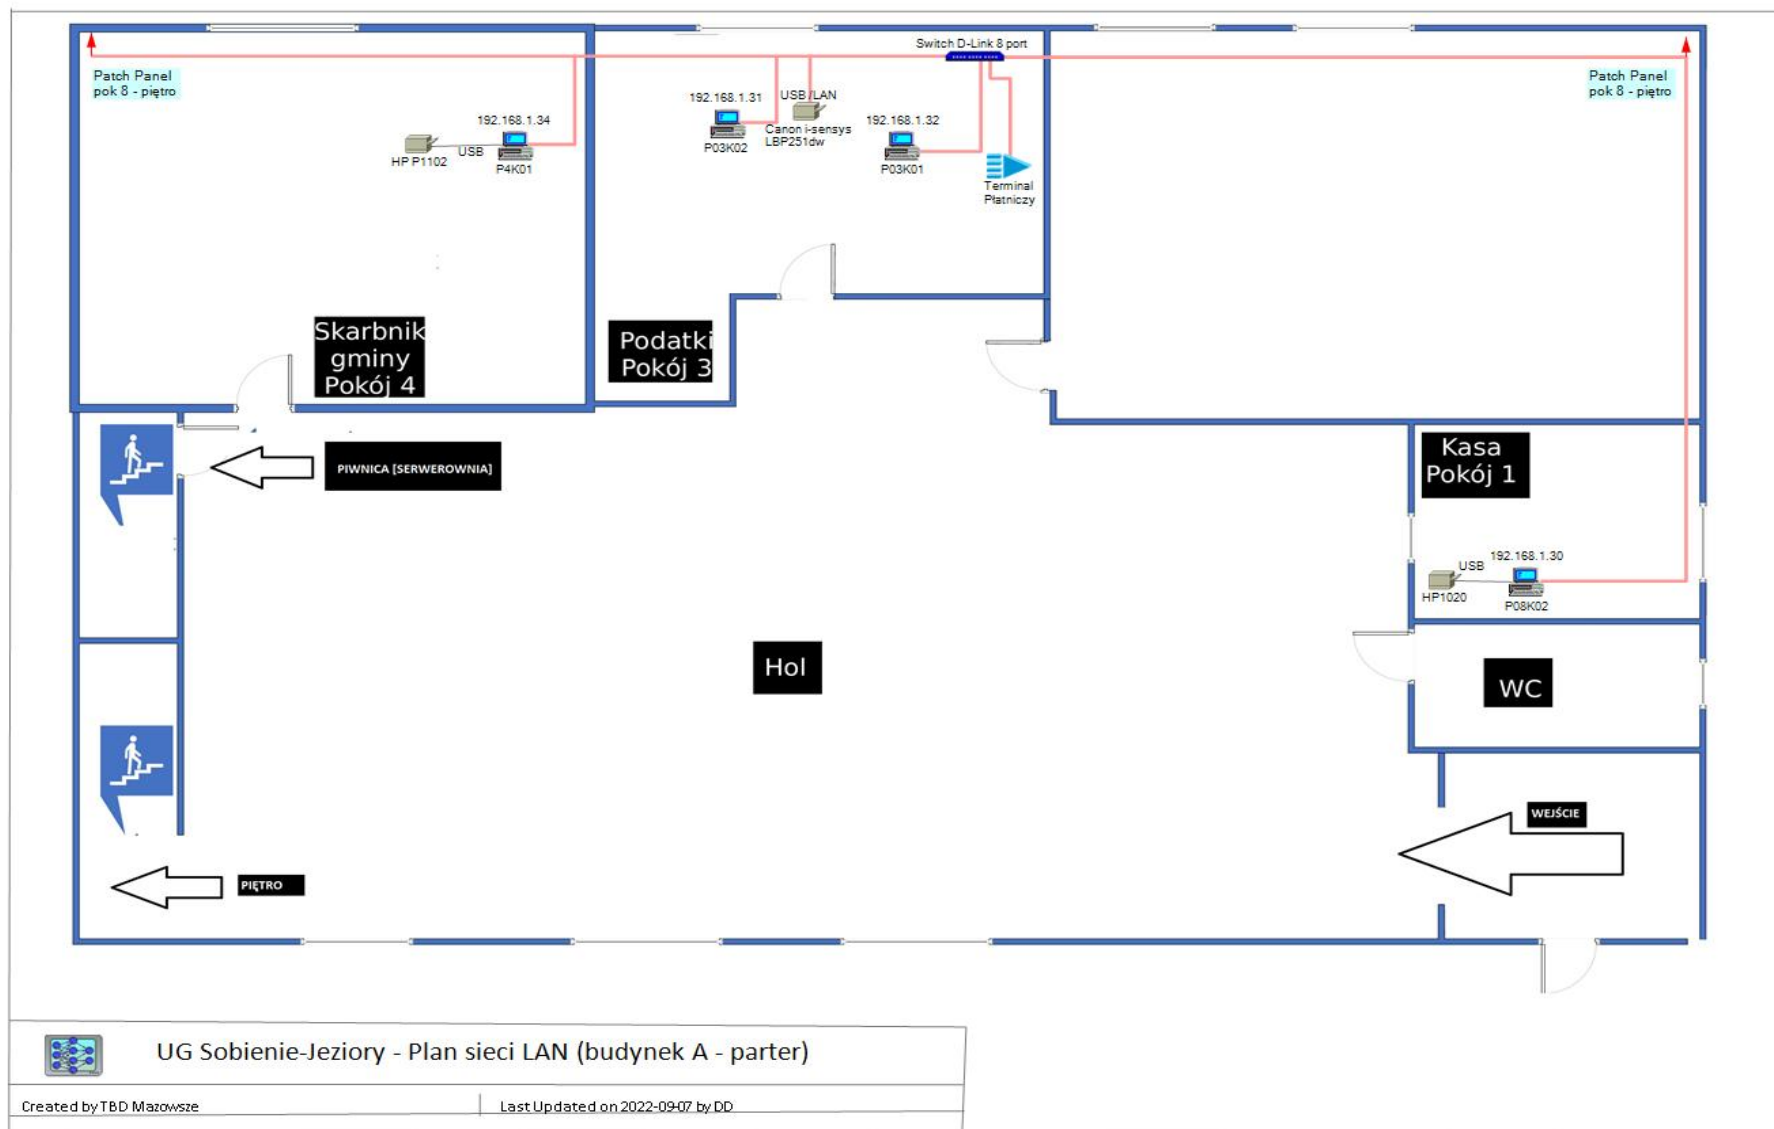 Switch D-Link 8 port
Patch Panel
pok 8 - piętro
Patch Panel
pok 8 - piętro
192.168.1.34
HP P1102
USB
P4K01
192.168.1.31
P03K02
USB /LAN
Canon i-sensys
LBP251dw
192.168.1.32
P03K01
Terminal
Płatniczy
Skarbnik
gminy
Pokój 4
Podatki
Pokój 3
PIWNICA [SERWEROWNIA]
Kasa
Pokój 1
192.168.1.30
USB
HP1020
P08K02
Hol
WC
WEJŚCIE
PIĘTRO
UG Sobienie-Jeziory - Plan sieci LAN (budynek A - parter)
Created by TBD Mazowsze
Last Updated on 2022-09-07 by DD